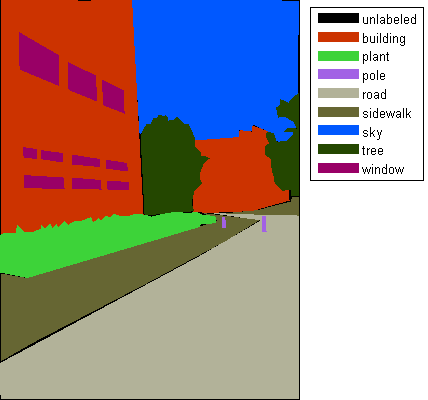 unlabeled
building
plant
pole
road
sidewalk
sky
tree
window